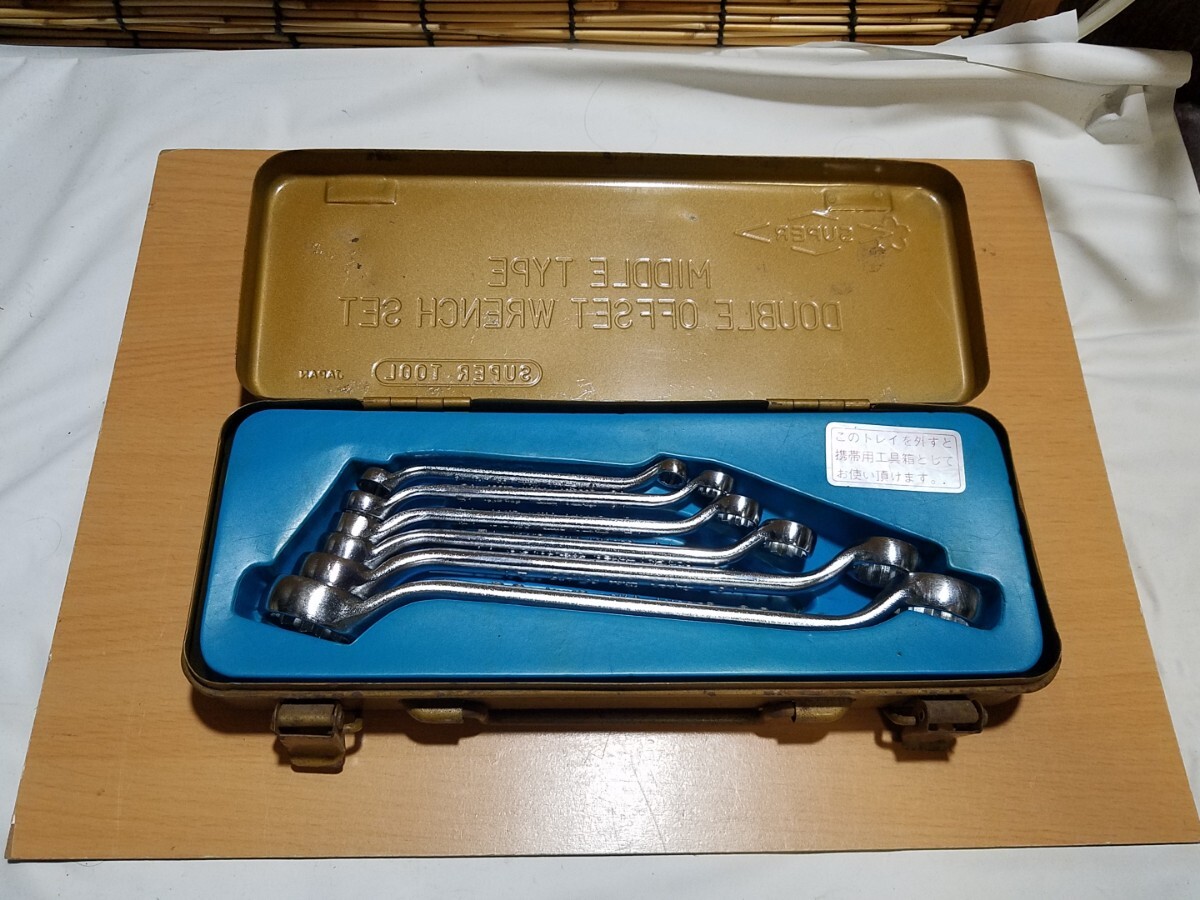 SUPER
MIDDLE TYPE
DOUBLE OFFSET WRENCH SET
SUPER TOOL
JAPAN
このトレイを外すと
携帯用工具箱として
お使い頂けます。.